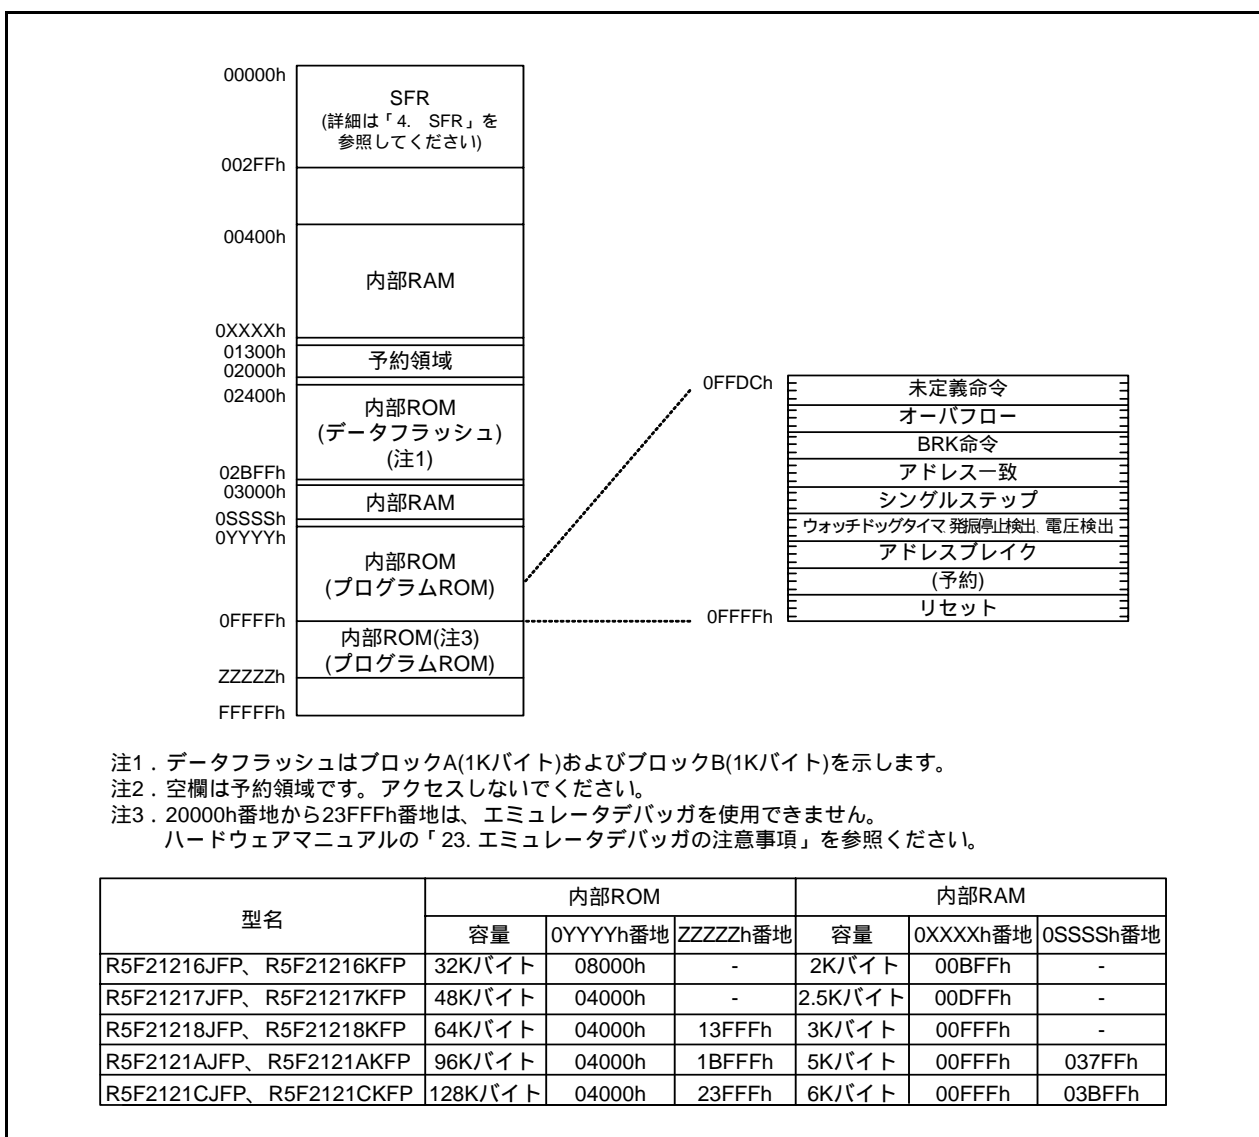 00000h
SFR
(詳細は「4. SFR」を
参照してください)
002FFh
00400h
内部RAM
0XXXXh
01300h
予約領域
02000h
02400h
内部ROM
(データフラッシュ)
(注1)
02BFFh
03000h
内部RAM
0SSSSh
0YYYYh
内部ROM
(プログラムROM)
0FFFFh
内部ROM(注3)
(プログラムROM)
ZZZZZh
FFFFFh
0FFDCh
未定義命令
オーバフロー
BRK命令
アドレス一致
シングルステップ
ウォッチドッグタイマ、発振停止検出、電圧検出
アドレスブレイク
(予約)
リセット
0FFFFh
注1．データフラッシュはブロックA(1Kバイト)およびブロックB(1Kバイト)を示します。
注2．空欄は予約領域です。アクセスしないでください。
注3．20000h番地から23FFFh番地は、エミュレータデバッガを使用できません。
ハードウェアマニュアルの「23. エミュレータデバッガの注意事項」を参照ください。
型名 内部ROM 内部RAM
容量 0YYYYh番地 ZZZZZh番地 容量 0XXXXh番地 0SSSSh番地
R5F21216JFP、R5F21216KFP 32Kバイト 08000h - 2Kバイト 00BFFh -
R5F21217JFP、R5F21217KFP 48Kバイト 04000h - 2.5Kバイト 00DFFh -
R5F21218JFP、R5F21218KFP 64Kバイト 04000h 13FFFh 3Kバイト 00FFFh -
R5F2121AJFP、R5F2121AKFP 96Kバイト 04000h 1BFFFh 5Kバイト 00FFFh 037FFh
R5F2121CJFP、R5F2121CKFP 128Kバイト 04000h 23FFFh 6Kバイト 00FFFh 03BFFh